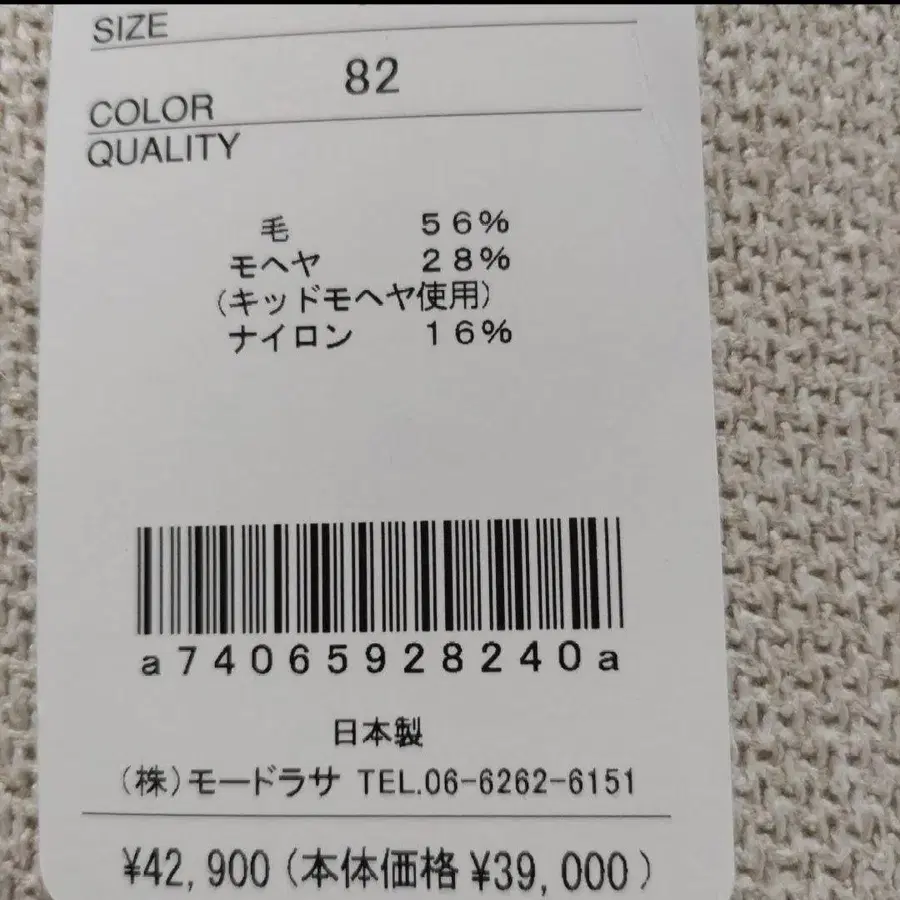 SIZE
82
COLOR
QUALITY
毛 56%
モヘヤ 28%
(キッドモヘヤ使用)
ナイロン 16%
a74065928240a
日本製
(株)モードラサ TEL.06-6262-6151
¥42,900(本体価格¥39,000)